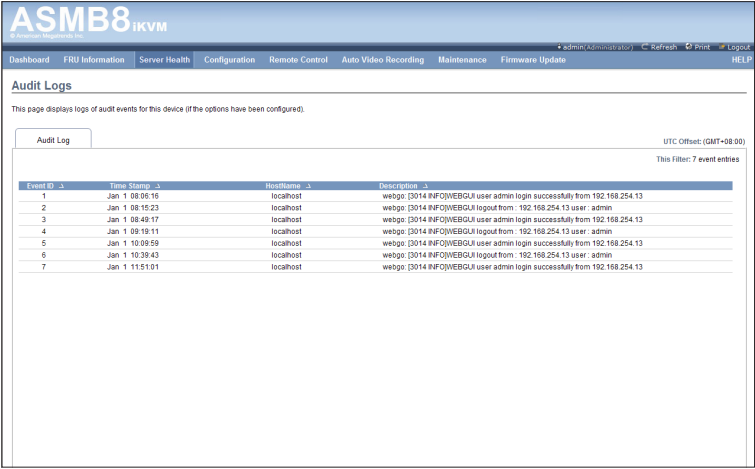 ASMB8 iKVM
© American Megatrends Inc.
admin(Administrator) Refresh Print Logout
Dashboard FRU Information Server Health Configuration Remote Control Auto Video Recording Maintenance Firmware Update HELP
Audit Logs
This page displays logs of audit events for this device (if the options have been configured).
Audit Log
UTC Offset: (GMT+08:00)
This Filter: 7 event entries
Event ID Time Stamp HostName Description
1 Jan 1 08:06:16 localhost webgo: [3014 INFO]WEBGUI user admin login successfully from 192.168.254.13
2 Jan 1 08:15:23 localhost webgo: [3014 INFO]WEBGUI logout from : 192.168.254.13 user : admin
3 Jan 1 08:49:17 localhost webgo: [3014 INFO]WEBGUI user admin login successfully from 192.168.254.13
4 Jan 1 09:19:11 localhost webgo: [3014 INFO]WEBGUI logout from : 192.168.254.13 user : admin
5 Jan 1 10:09:59 localhost webgo: [3014 INFO]WEBGUI user admin login successfully from 192.168.254.13
6 Jan 1 10:39:43 localhost webgo: [3014 INFO]WEBGUI logout from : 192.168.254.13 user : admin
7 Jan 1 11:51:01 localhost webgo: [3014 INFO]WEBGUI user admin login successfully from 192.168.254.13